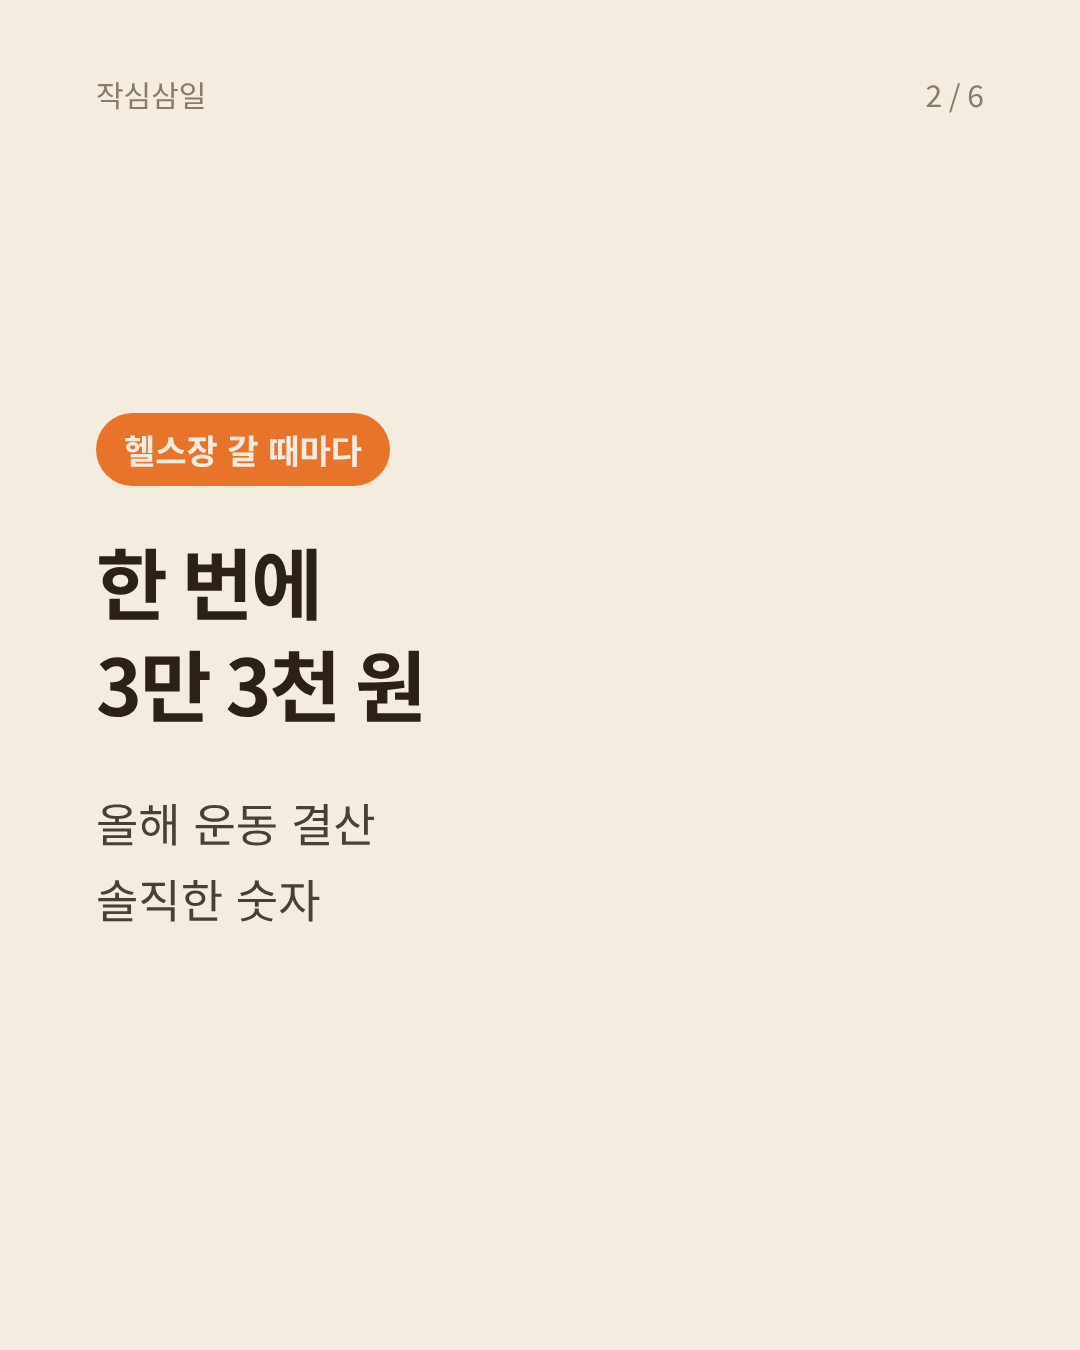 작심삼일
2 / 6
헬스장 갈 때마다
한 번에
3만 3천 원
올해 운동 결산
솔직한 숫자